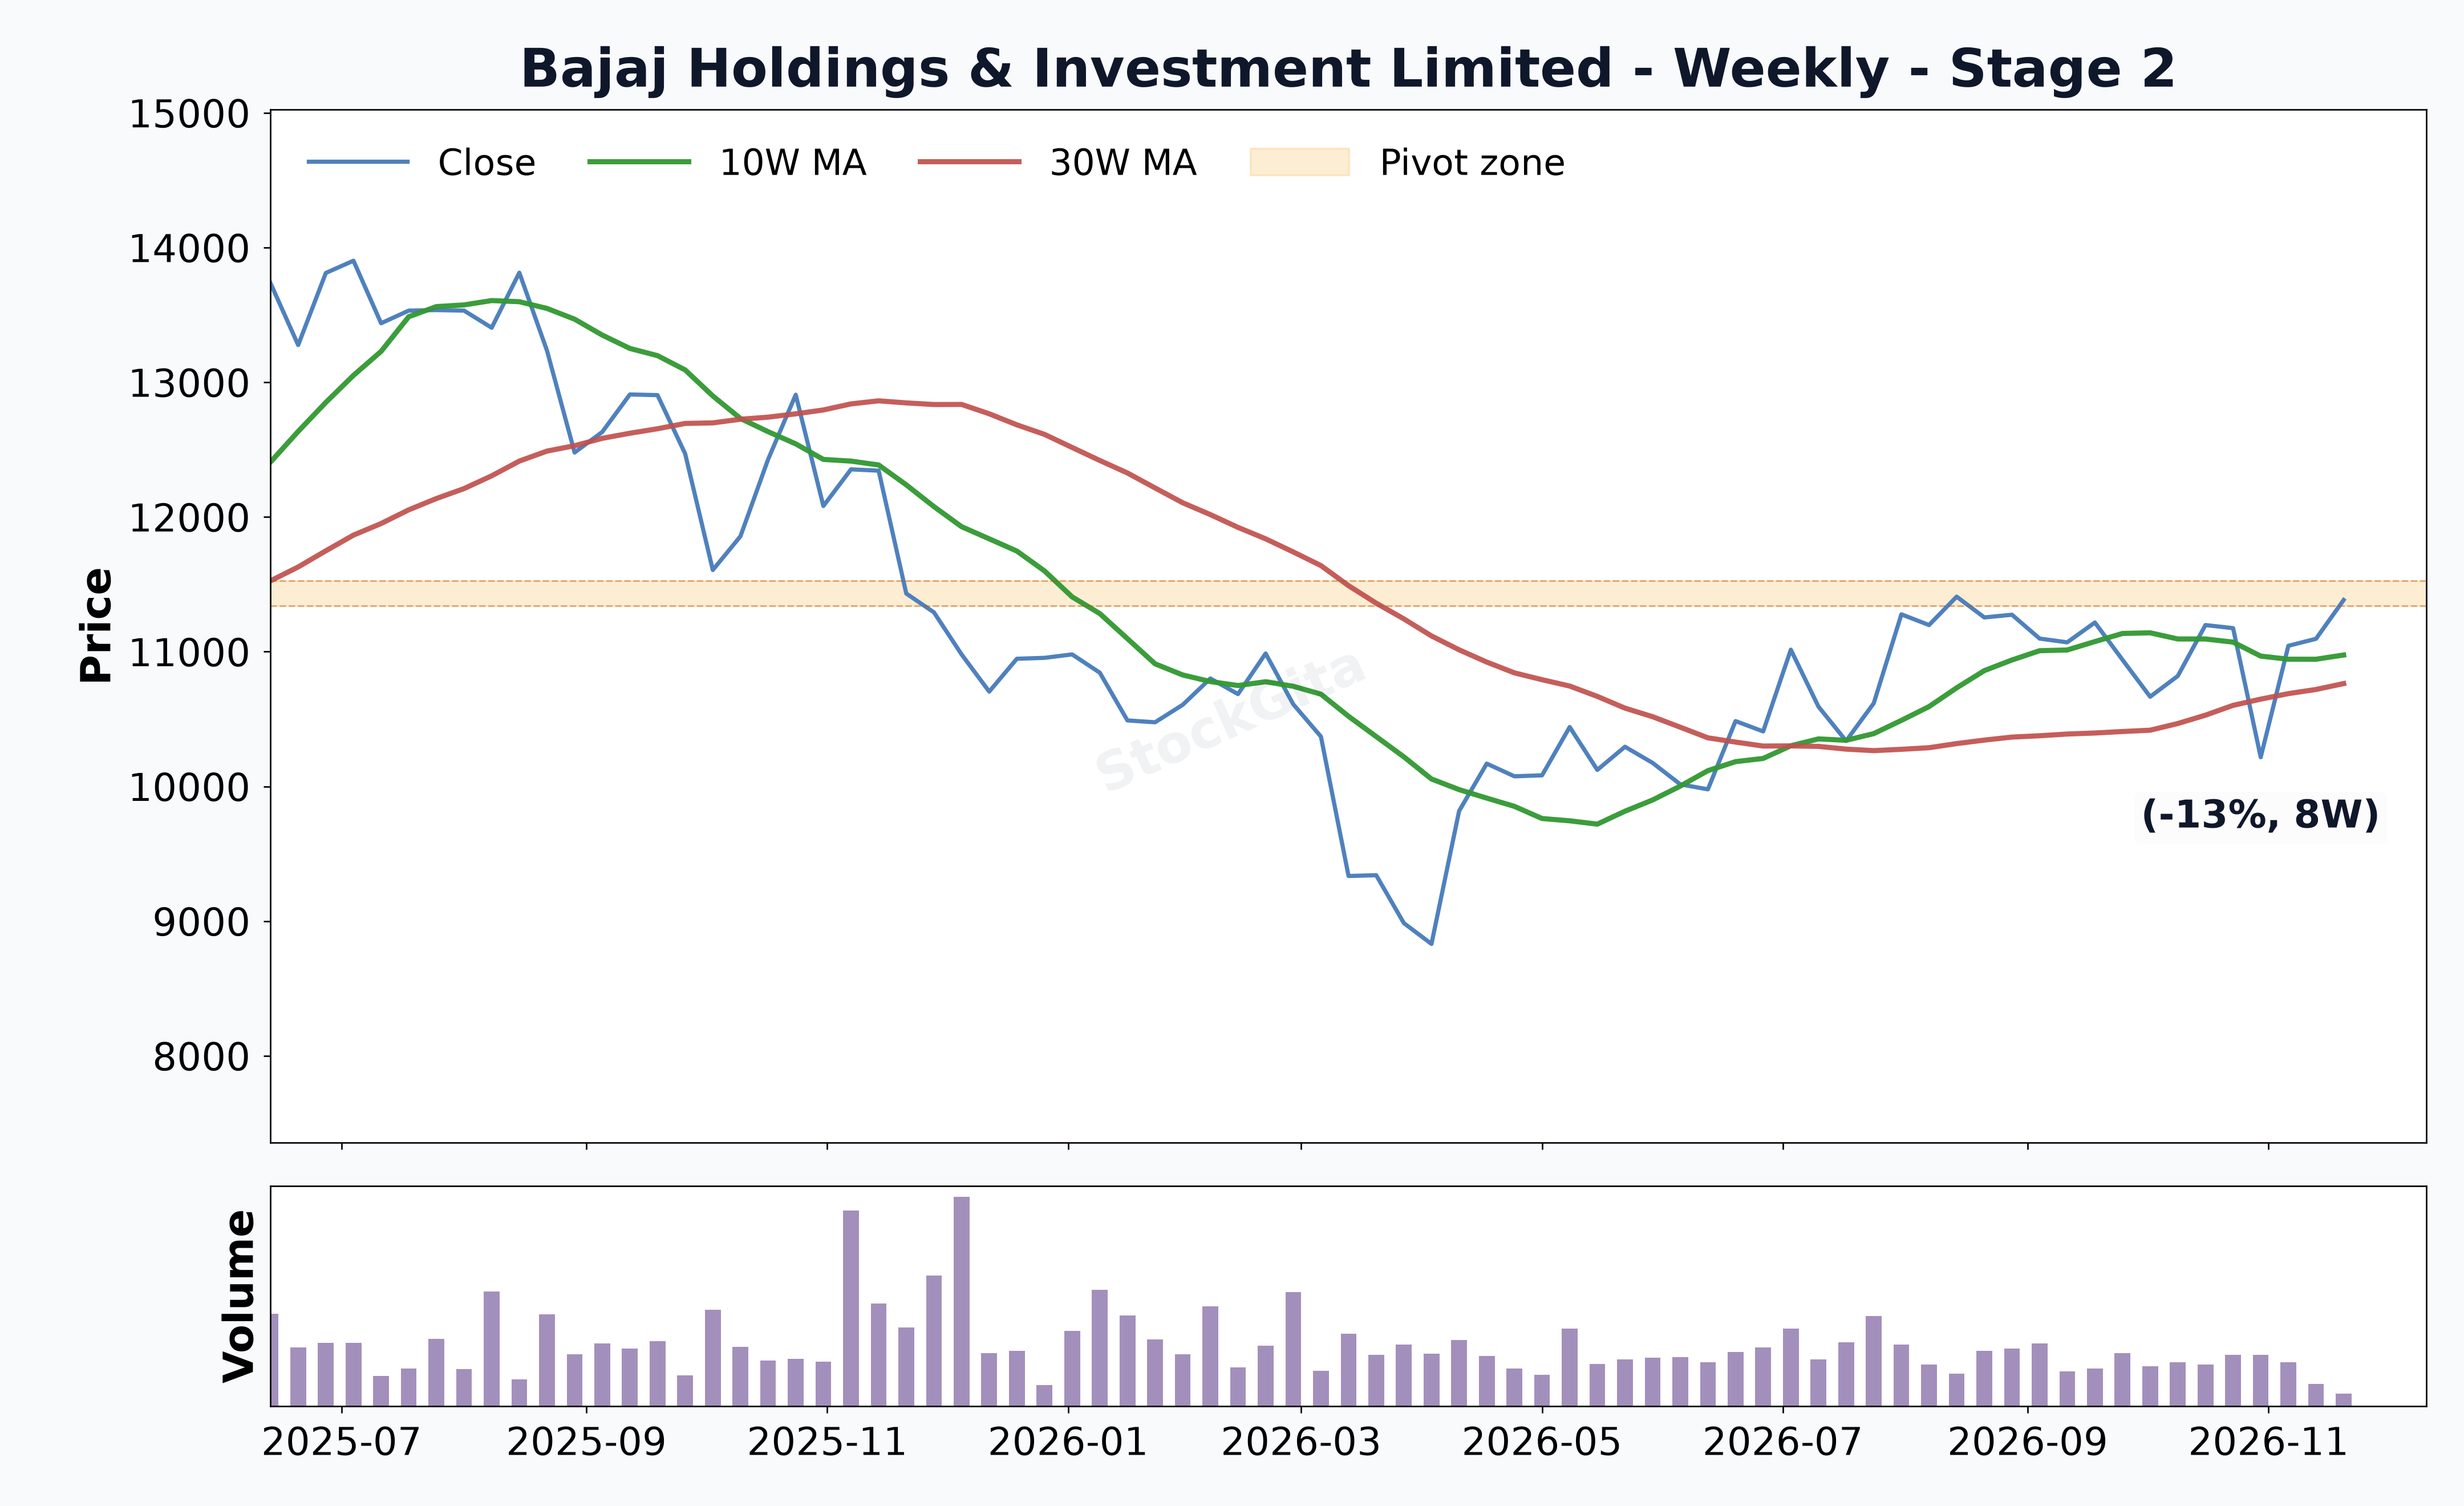 Bajaj Holdings & Investment Limited - Weekly - Stage 2
Close 10W MA 30W MA Pivot zone
15000
14000
13000
12000
11000
10000
9000
8000
Price
StockGita
(-13%, 8W)
Volume
2025-07 2025-09 2025-11 2026-01 2026-03 2026-05 2026-07 2026-09 2026-11